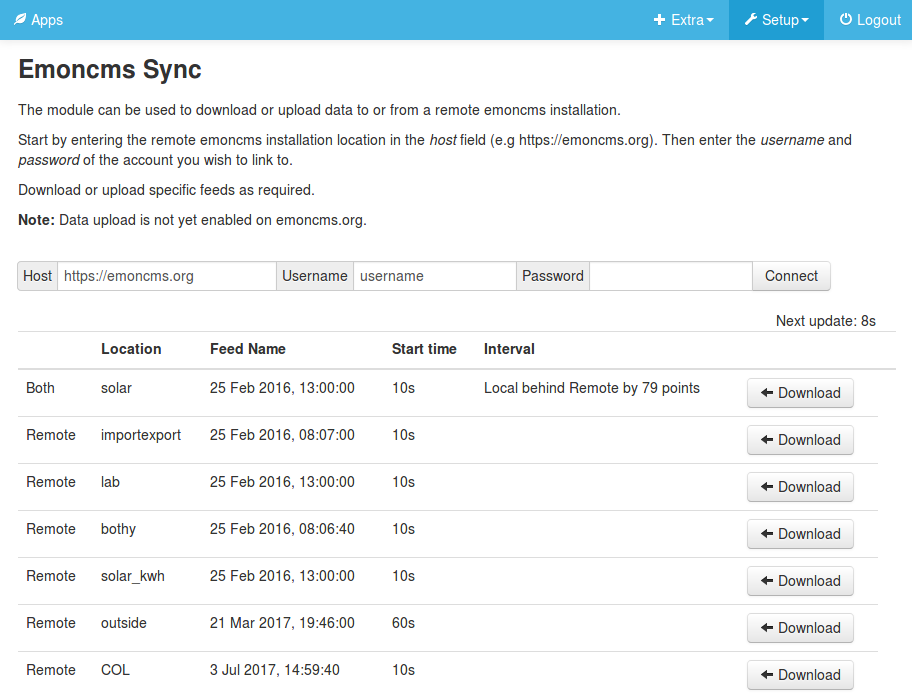 Apps Extra Setup Logout
Emoncms Sync
The module can be used to download or upload data to or from a remote emoncms installation.
Start by entering the remote emoncms installation location in the host field (e.g https://emoncms.org). Then enter the username and
password of the account you wish to link to.
Download or upload specific feeds as required.
Note: Data upload is not yet enabled on emoncms.org.
Host https://emoncms.org Username username Password Connect
Next update: 8s
Location Feed Name Start time Interval
Both solar 25 Feb 2016, 13:00:00 10s Local behind Remote by 79 points Download
Remote importexport 25 Feb 2016, 08:07:00 10s Download
Remote lab 25 Feb 2016, 13:00:00 10s Download
Remote bothy 25 Feb 2016, 08:06:40 10s Download
Remote solar_kwh 25 Feb 2016, 13:00:00 10s Download
Remote outside 21 Mar 2017, 19:46:00 60s Download
Remote COL 3 Jul 2017, 14:59:40 10s Download